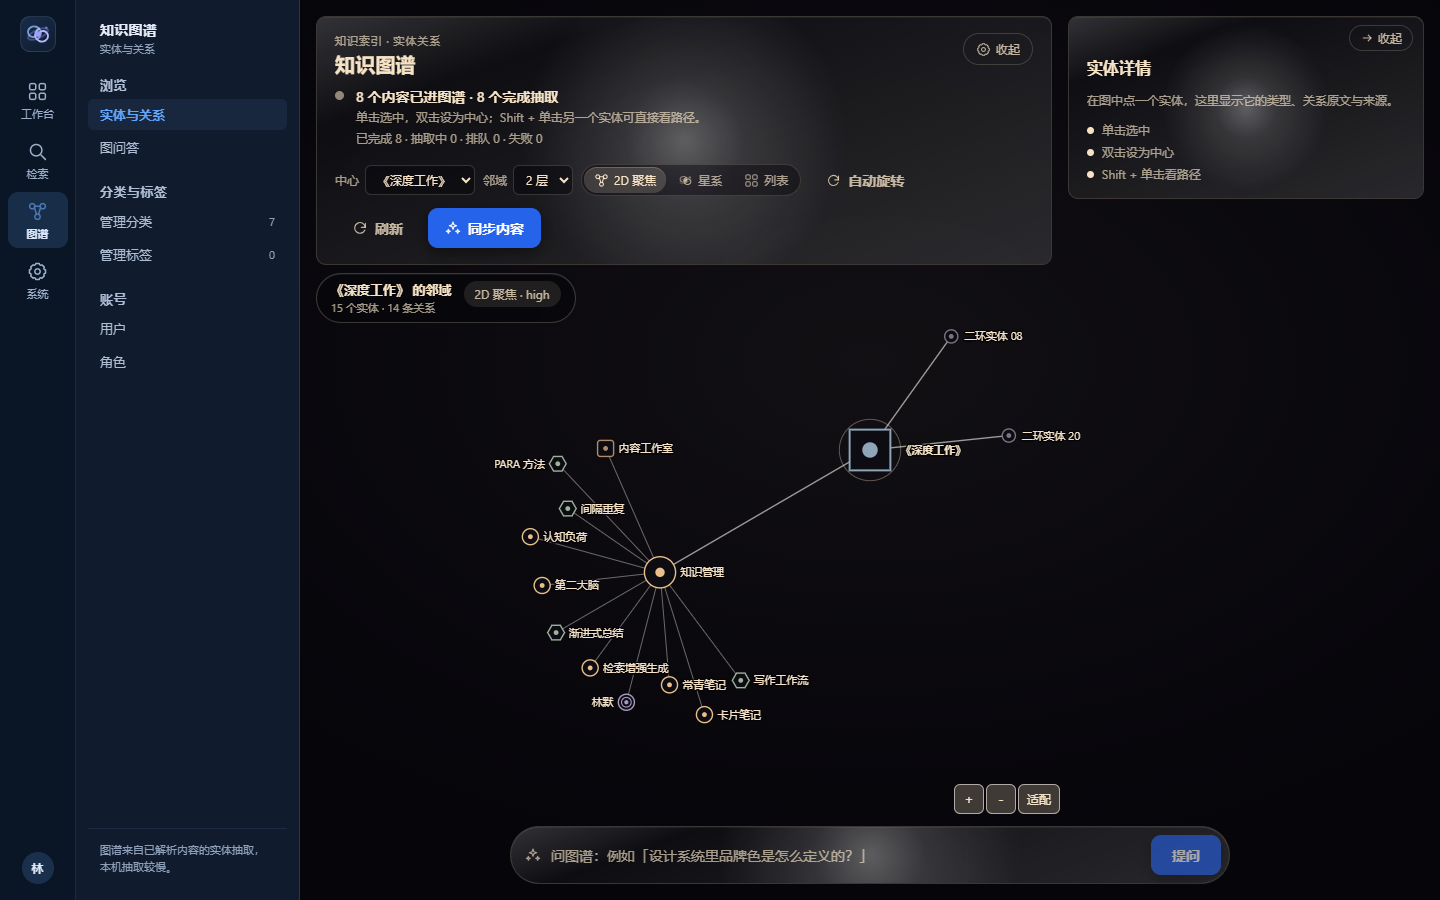 工作台
检索
图谱
系统
林
知识图谱
实体与关系
浏览
实体与关系
图问答
分类与标签
管理分类 7
管理标签 0
账号
用户
角色
图谱来自已解析内容的实体抽取，
本机抽取较慢。
知识索引 · 实体关系
知识图谱
收起
8 个内容已进图谱 · 8 个完成抽取
单击选中，双击设为中心；Shift + 单击另一个实体可直接看路径。
已完成 8 · 抽取中 0 · 排队 0 · 失败 0
中心 《深度工作》 邻域 2 层 2D 聚焦 星系 列表 自动旋转
刷新 同步内容
收起
实体详情
在图中点一个实体，这里显示它的类型、关系原文与来源。
单击选中
双击设为中心
Shift + 单击看路径
《深度工作》 的邻域
15 个实体 · 14 条关系
2D 聚焦 · high
二环实体 08
二环实体 20
《深度工作》
内容工作室
PARA 方法
间隔重复
认知负荷
知识管理
第二大脑
渐进式总结
检索增强生成
写作工作流
常青笔记
林默
卡片笔记
+ - 适配
问图谱：例如「设计系统里品牌色是怎么定义的？」
提问